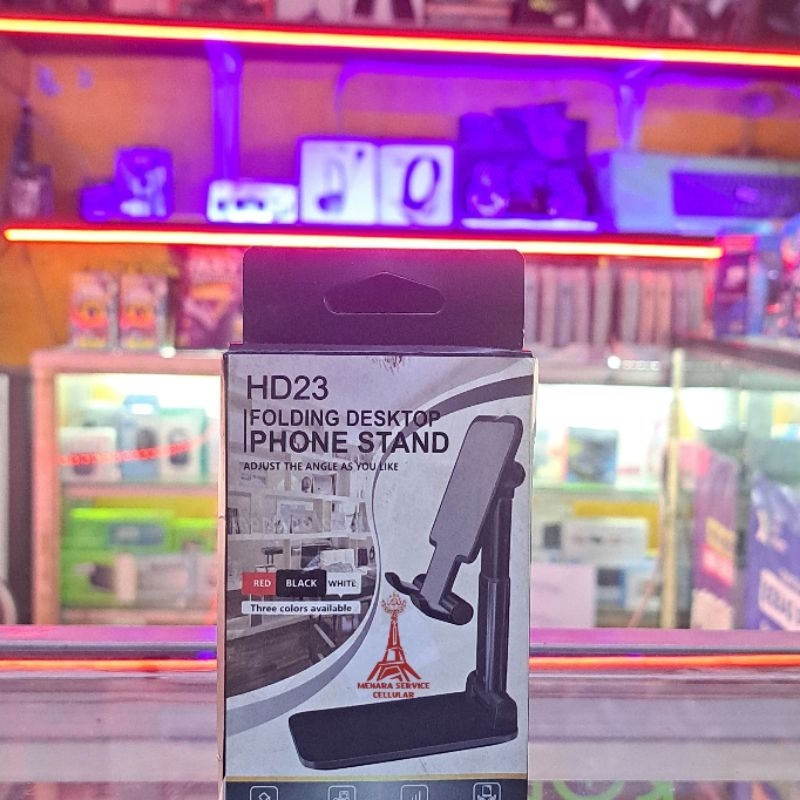 HD23
FOLDING DESKTOP
PHONE STAND
ADJUST THE ANGLE AS YOU LIKE
RED BLACK WHITE
Three colors available
MENARA SERVICE
CELLULAR